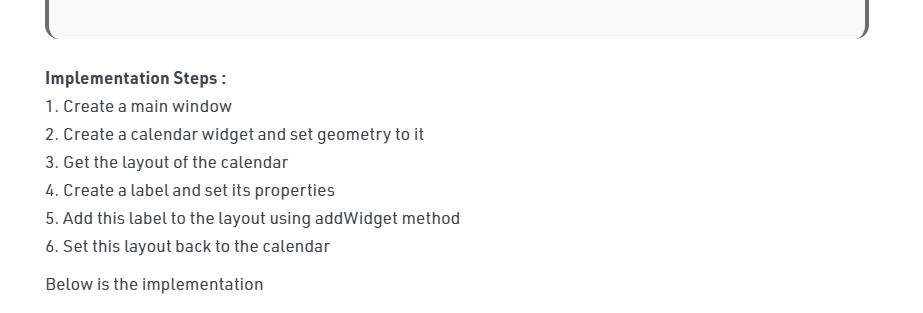 Implementation Steps :
1. Create a main window
2. Create a calendar widget and set geometry to it
3. Get the layout of the calendar
4. Create a label and set its properties
5. Add this label to the layout using addWidget method
6. Set this layout back to the calendar
Below is the implementation